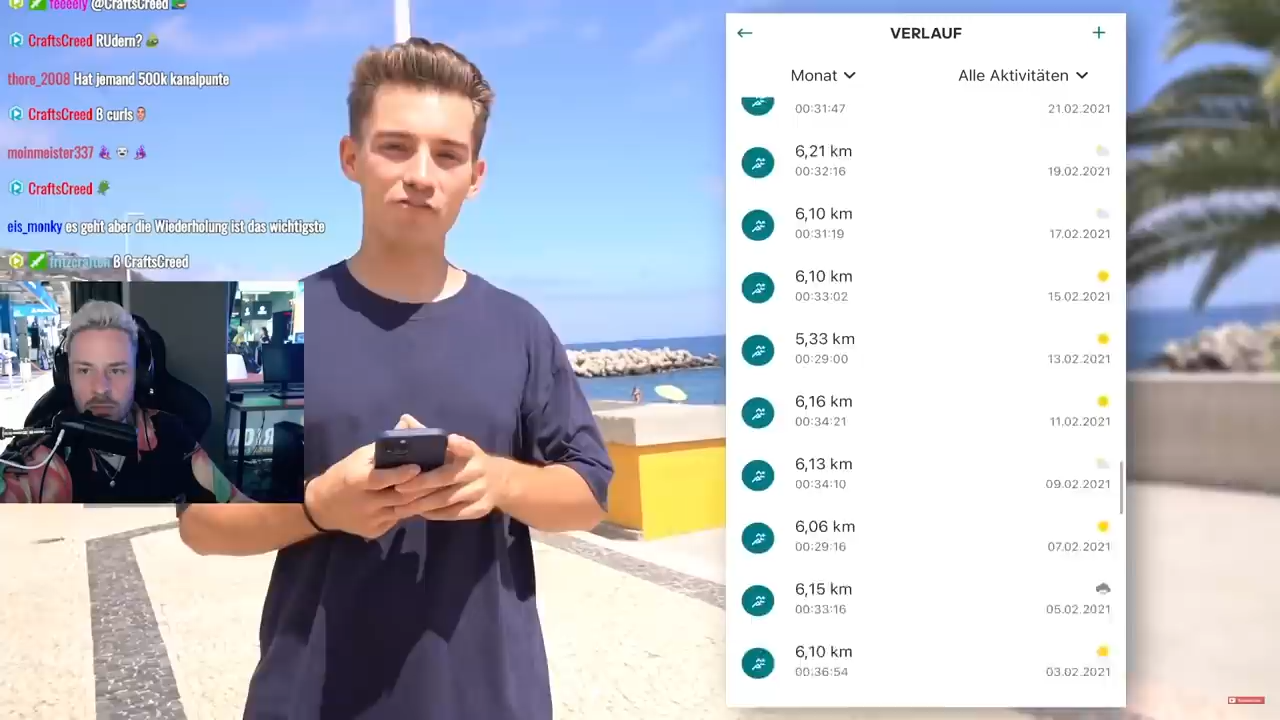 feeeely @CraftsCreed
CraftsCreed RUdern?
thore_2008 Hat jemand 500k kanalpunte
CraftsCreed B curls
moinmeister337
CraftsCreed
eis_monky es geht aber die Wiederholung ist das wichtigste
fritzcraften B CraftsCreed
VERLAUF
Monat Alle Aktivitäten
00:31:47 21.02.2021
6,21 km
00:32:16 19.02.2021
6,10 km
00:31:19 17.02.2021
6,10 km
00:33:02 15.02.2021
5,33 km
00:29:00 13.02.2021
6,16 km
00:34:21 11.02.2021
6,13 km
00:34:10 09.02.2021
6,06 km
00:29:16 07.02.2021
6,15 km
00:33:16 05.02.2021
6,10 km
00:36:54 03.02.2021